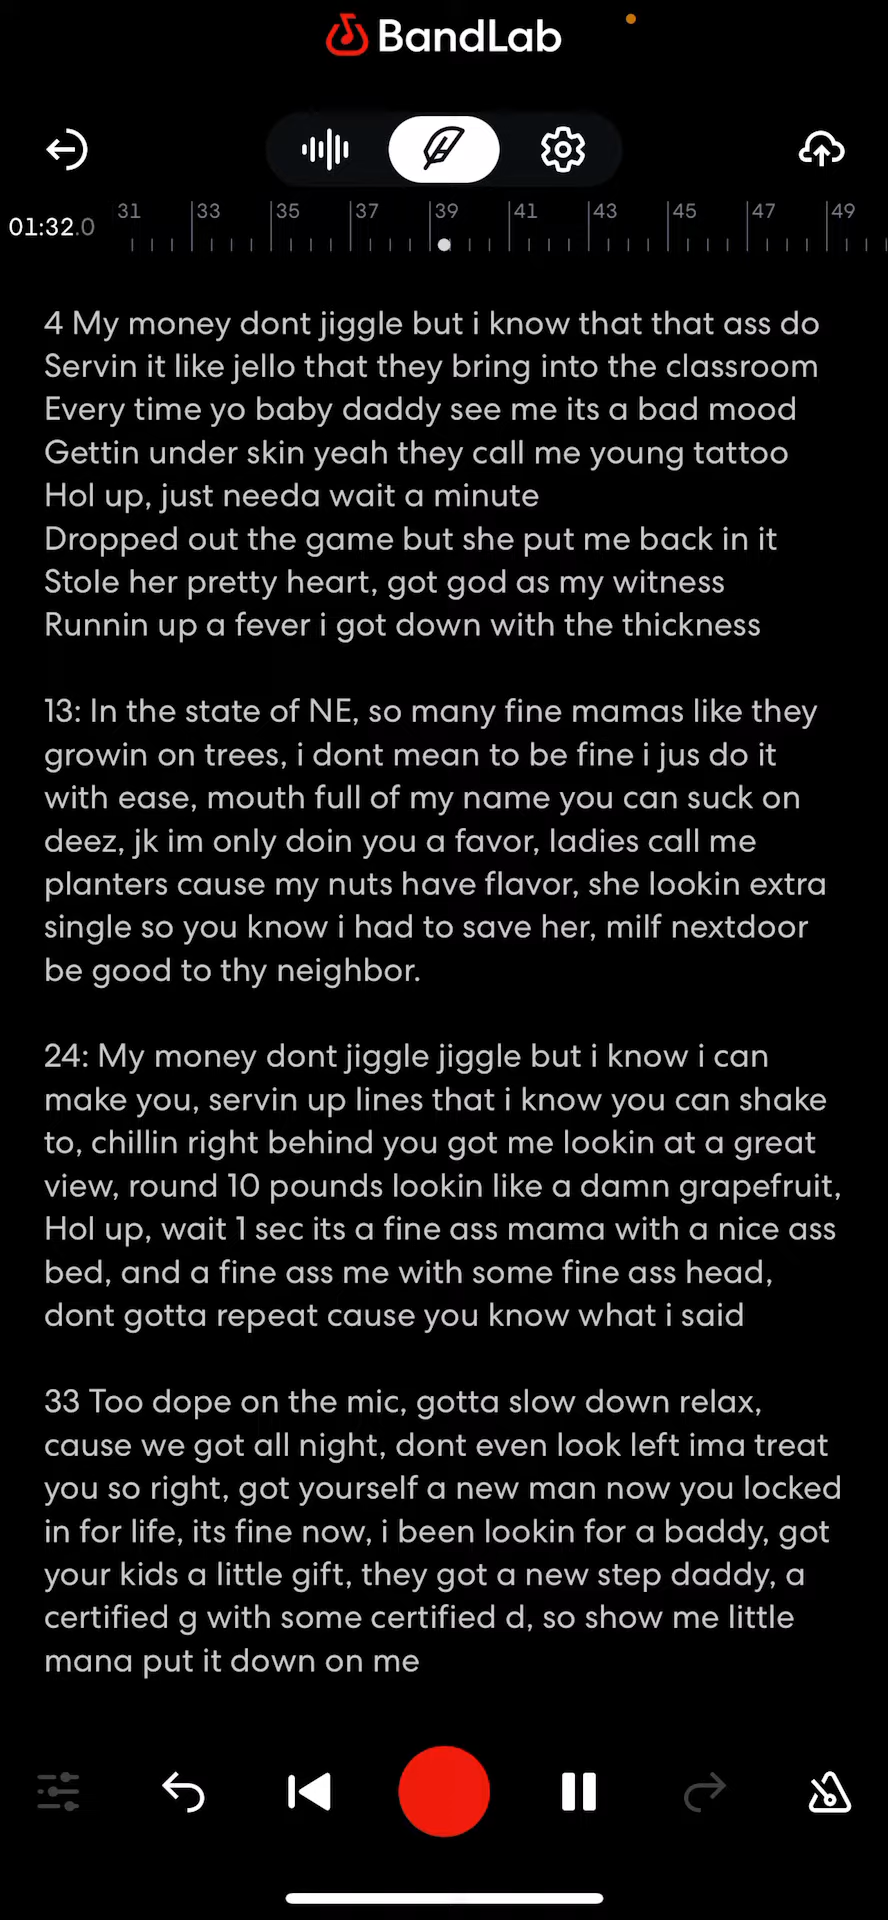 BandLab
01:32.0 31 33 35 37 39 41 43 45 47 49
4 My money dont jiggle but i know that that ass do
Servin it like jello that they bring into the classroom
Every time yo baby daddy see me its a bad mood
Gettin under skin yeah they call me young tattoo
Hol up, just needa wait a minute
Dropped out the game but she put me back in it
Stole her pretty heart, got god as my witness
Runnin up a fever i got down with the thickness
13: In the state of NE, so many fine mamas like they
growin on trees, i dont mean to be fine i jus do it
with ease, mouth full of my name you can suck on
deez, jk im only doin you a favor, ladies call me
planters cause my nuts have flavor, she lookin extra
single so you know i had to save her, milf nextdoor
be good to thy neighbor.
24: My money dont jiggle jiggle but i know i can
make you, servin up lines that i know you can shake
to, chillin right behind you got me lookin at a great
view, round 10 pounds lookin like a damn grapefruit,
Hol up, wait 1 sec its a fine ass mama with a nice ass
bed, and a fine ass me with some fine ass head,
dont gotta repeat cause you know what i said
33 Too dope on the mic, gotta slow down relax,
cause we got all night, dont even look left ima treat
you so right, got yourself a new man now you locked
in for life, its fine now, i been lookin for a baddy, got
your kids a little gift, they got a new step daddy, a
certified g with some certified d, so show me little
mana put it down on me